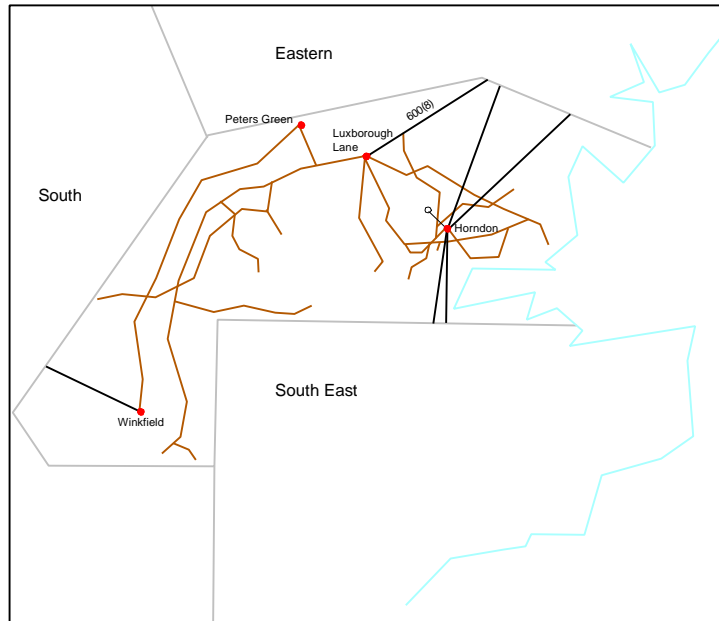 Eastern
600(8)
Peters Green
Luxborough
Lane
South
Horndon
South East
Winkfield